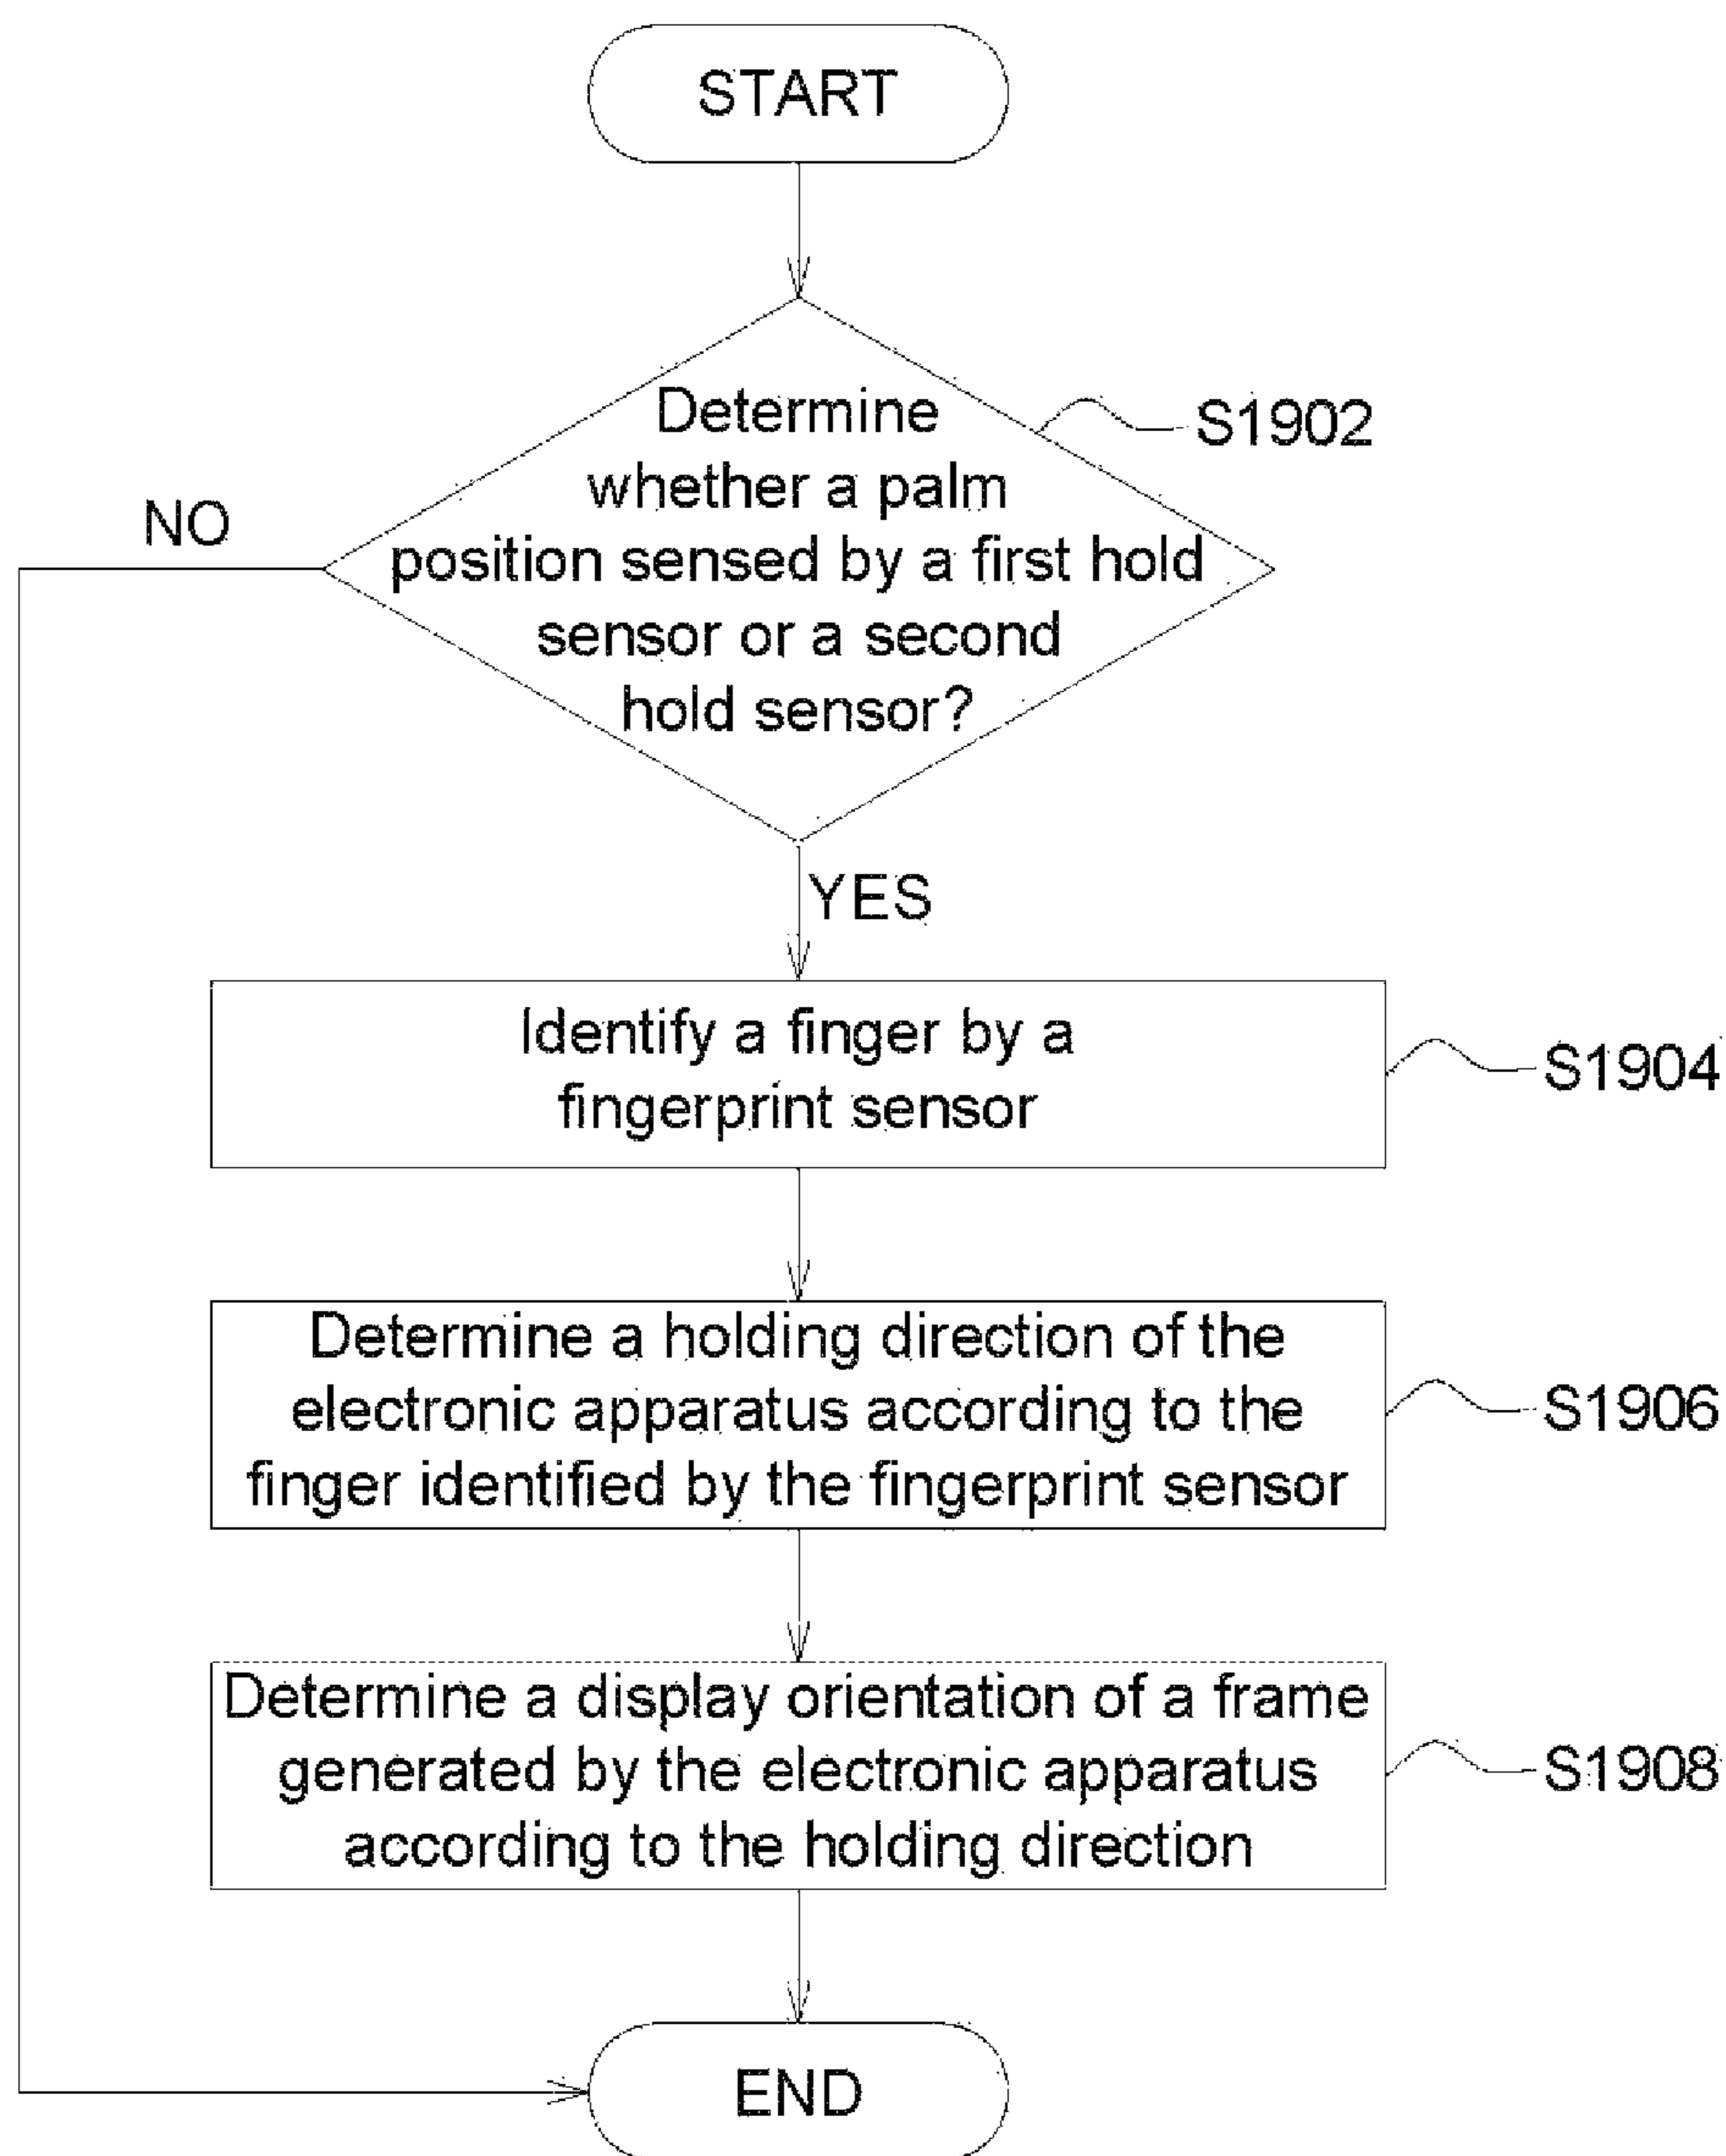 START
Determine
whether a palm
position sensed by a first hold
sensor or a second
hold sensor?
S1902
NO
YES
Identify a finger by a
fingerprint sensor
S1904
Determine a holding direction of the
electronic apparatus according to the
finger identified by the fingerprint sensor
S1906
Determine a display orientation of a frame
generated by the electronic apparatus
according to the holding direction
S1908
END